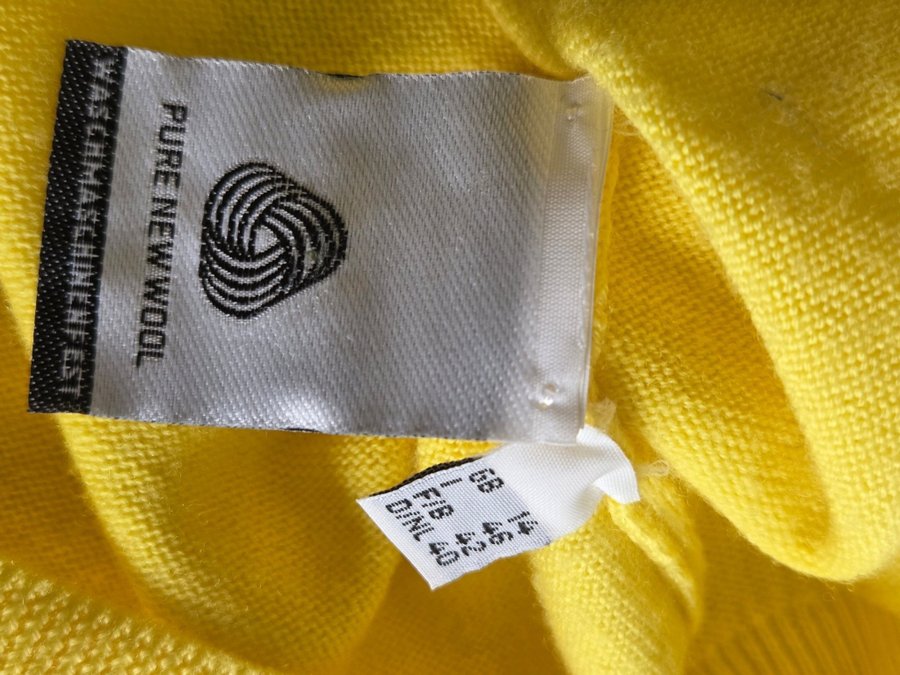 PURE NEW WOOL
WASCHMASCHINENFEST
GB 14
I 46
F/B 42
D/NL 40